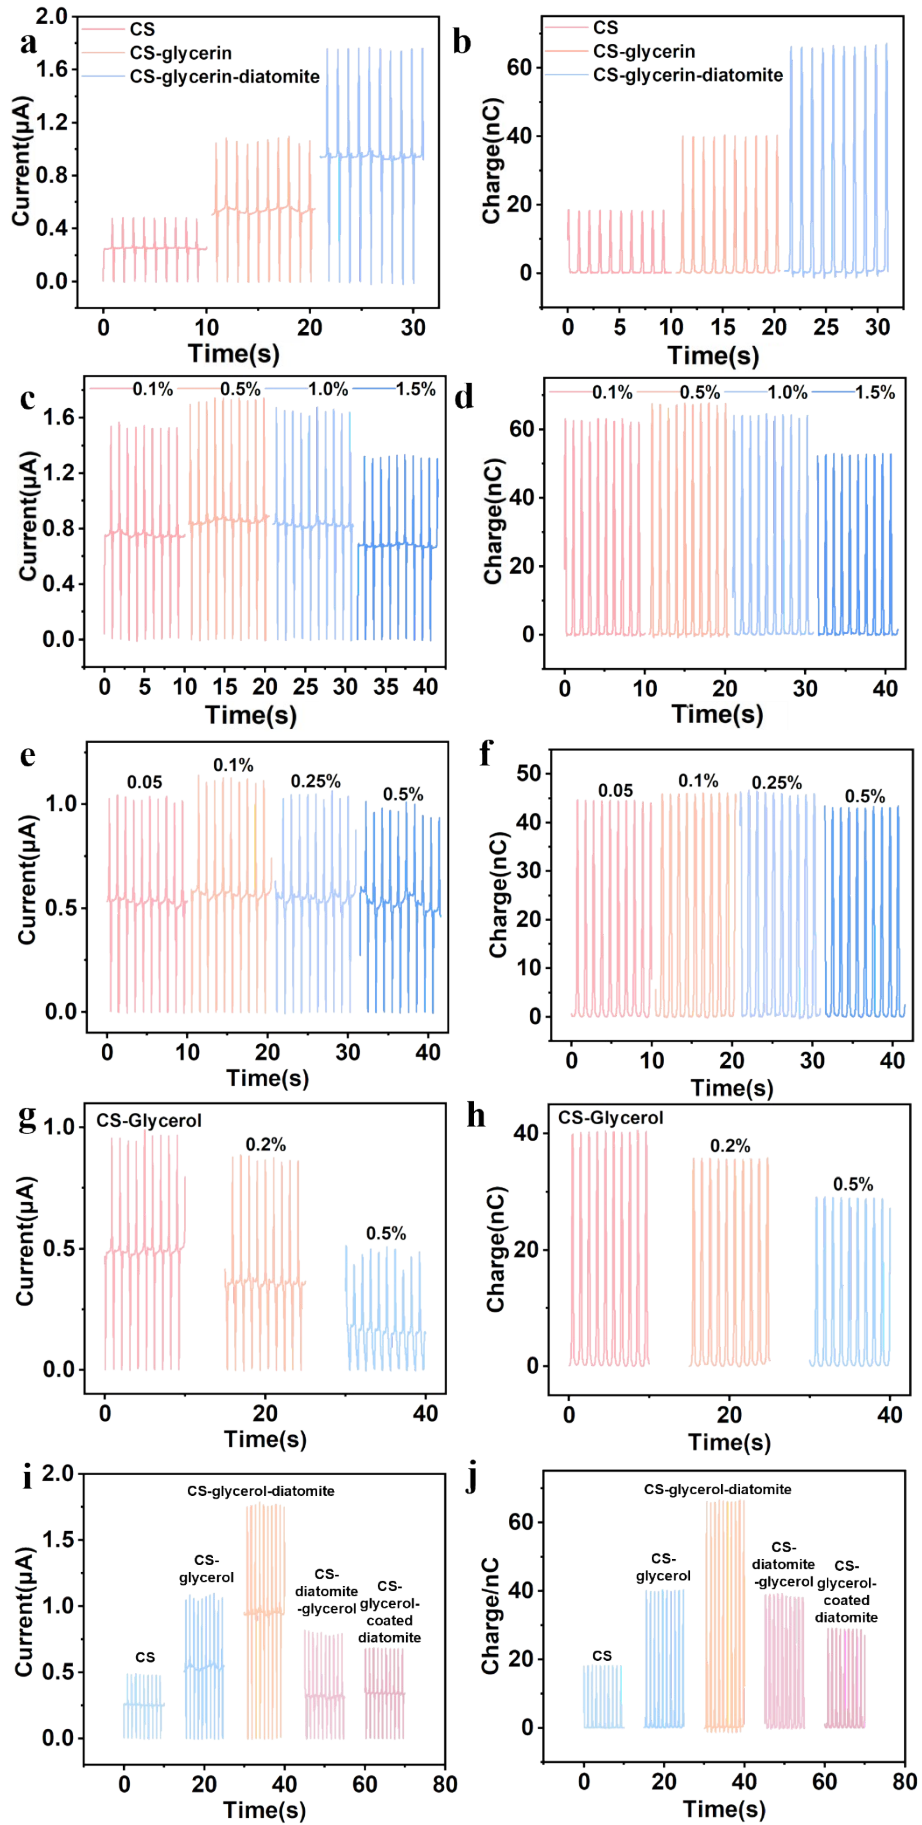 a
2.0
1.6
1.2
0.8
0.4
0.0
Current(μA)
CS
CS-glycerin
CS-glycerin-diatomite
0 10 20 30
Time(s)
b
60
40
20
0
Charge(nC)
CS
CS-glycerin
CS-glycerin-diatomite
0 5 10 15 20 25 30
Time(s)
c
1.6
1.2
0.8
0.4
0.0
Current(μA)
0.1% 0.5% 1.0% 1.5%
0 5 10 15 20 25 30 35 40
Time(s)
d
60
40
20
0
Charge(nC)
0.1% 0.5% 1.0% 1.5%
0 10 20 30 40
Time(s)
e
1.0
0.5
0.0
Current(μA)
0.05
0.1%
0.25%
0.5%
0 10 20 30 40
Time(s)
f
50
40
30
20
10
0
Charge(nC)
0.05
0.1%
0.25%
0.5%
0 10 20 30 40
Time(s)
g
1.0
0.5
0.0
Current(μA)
CS-Glycerol
0.2%
0.5%
0 20 40
Time(s)
h
40
20
0
Charge(nC)
CS-Glycerol
0.2%
0.5%
0 20 40
Time(s)
i
2.0
1.5
1.0
0.5
0.0
Current(μA)
CS
CS-
glycerol
CS-glycerol-diatomite
CS-
diatomite
-glycerol
CS-
glycerol-
coated
diatomite
0 20 40 60 80
Time(s)
j
60
40
20
0
Charge/nC
CS
CS-
glycerol
CS-glycerol-diatomite
CS-
diatomite
-glycerol
CS-
glycerol-
coated
diatomite
0 20 40 60 80
Time(s)